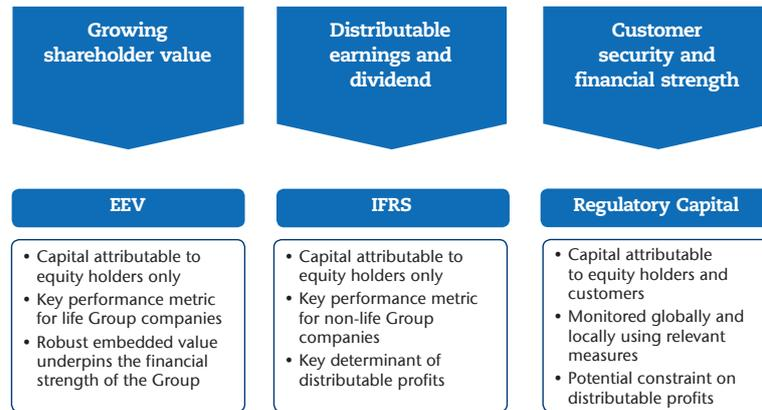 Growing
shareholder value
Distributable
earnings and
dividend
Customer
security and
financial strength
EEV
IFRS
Regulatory Capital
• Capital attributable to
equity holders only
• Key performance metric
for life Group companies
• Robust embedded value
underpins the financial
strength of the Group
• Capital attributable to
equity holders only
• Key performance metric
for non-life Group
companies
• Key determinant of
distributable profits
• Capital attributable
to equity holders and
customers
• Monitored globally and
locally using relevant
measures
• Potential constraint on
distributable profits